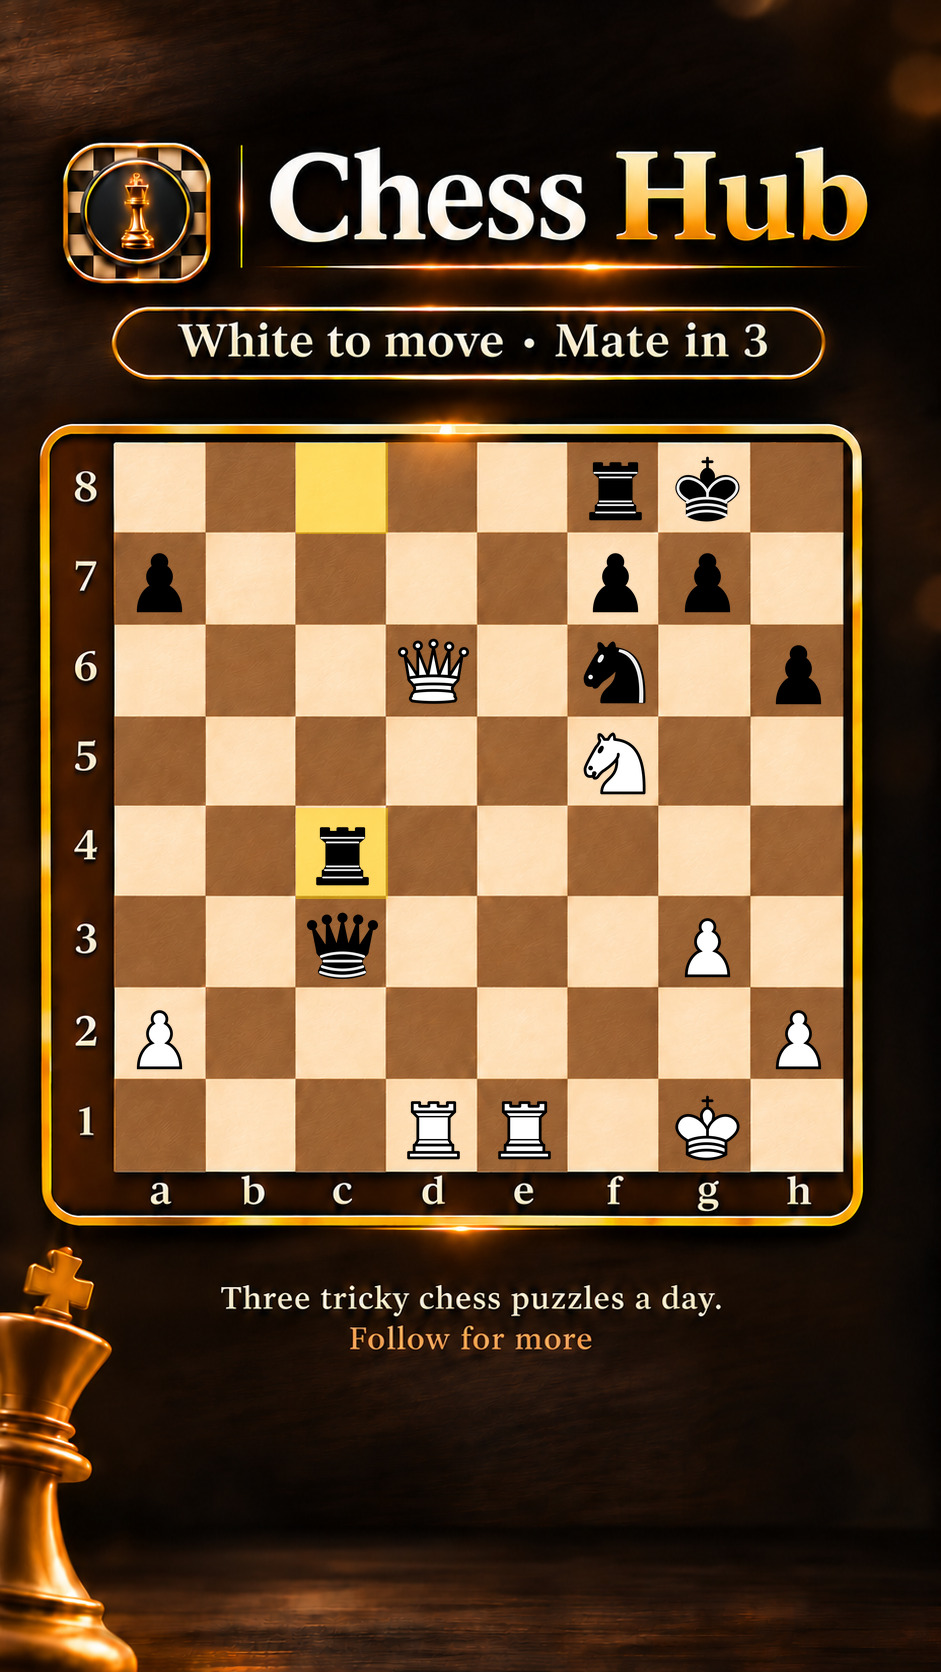 Chess Hub
White to move • Mate in 3
8
7
6
5
4
3
2
1
a b c d e f g h
Three tricky chess puzzles a day.
Follow for more